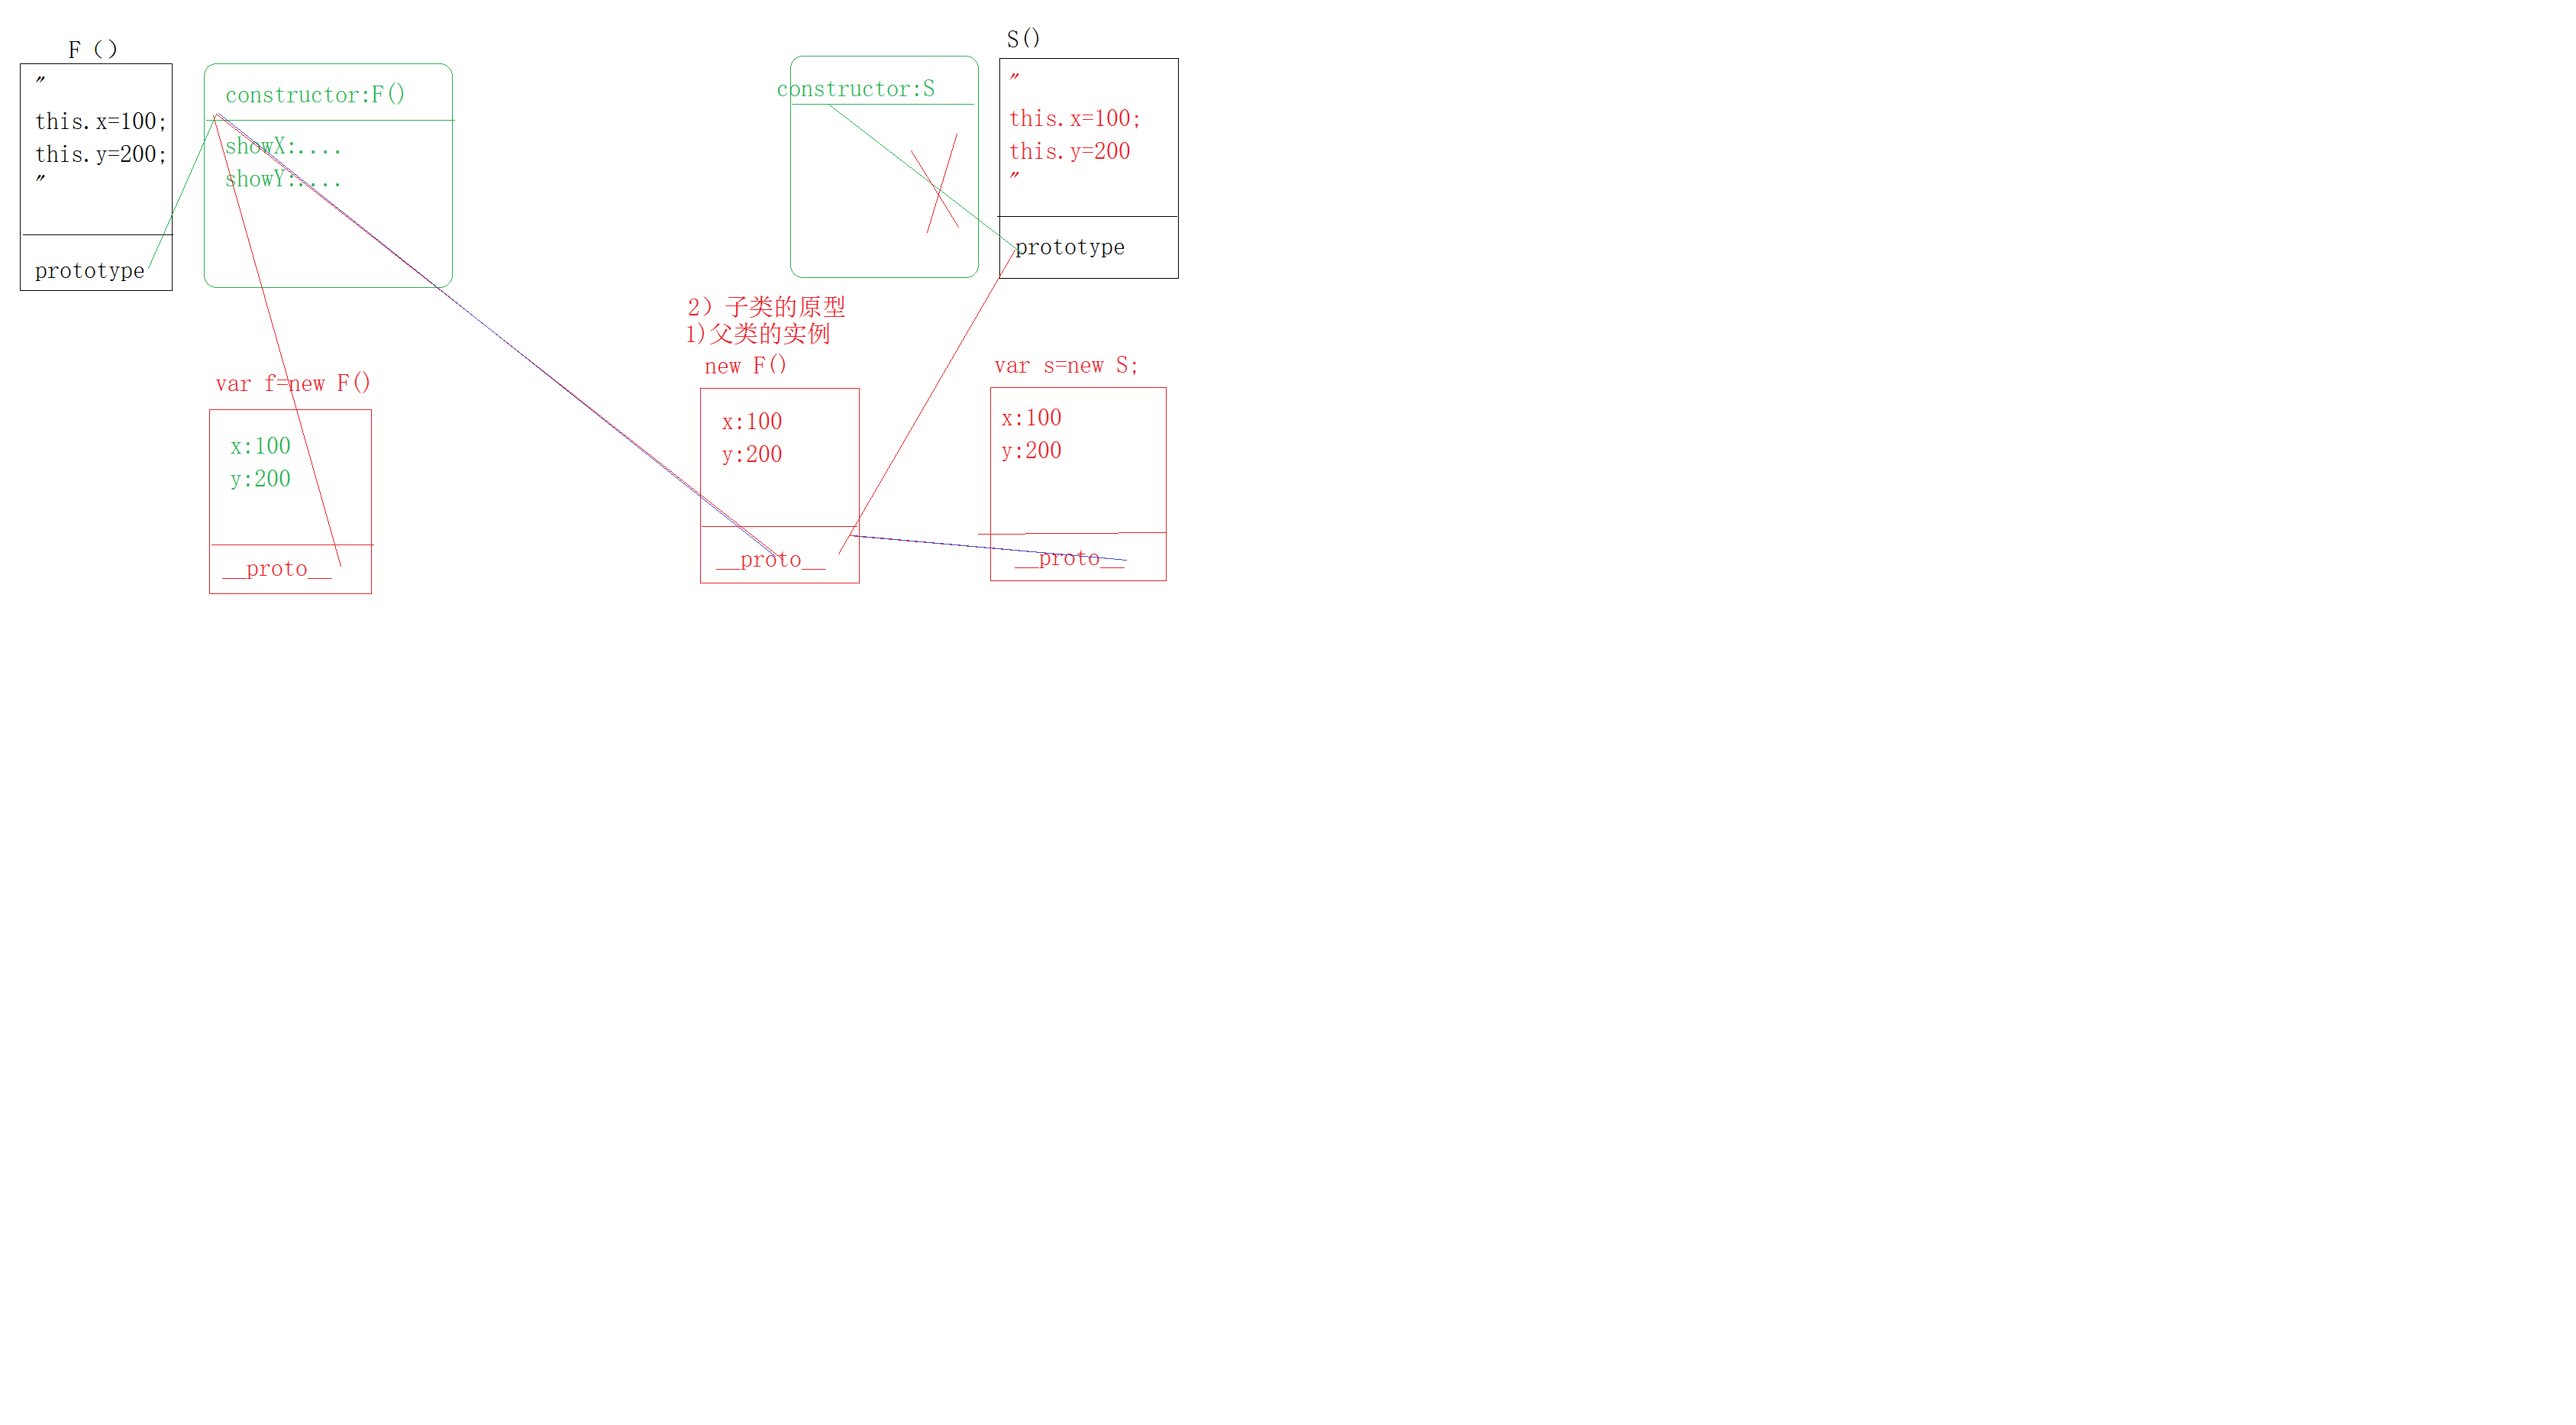 F（）
"
this.x=100;
this.y=200;
"
prototype
constructor:F()
showX:....
showY:....
constructor:S
S()
"
this.x=100;
this.y=200
"
prototype
var f=new F()
x:100
y:200
__proto__
2）子类的原型
1)父类的实例
new F()
x:100
y:200
__proto__
var s=new S;
x:100
y:200
__proto__